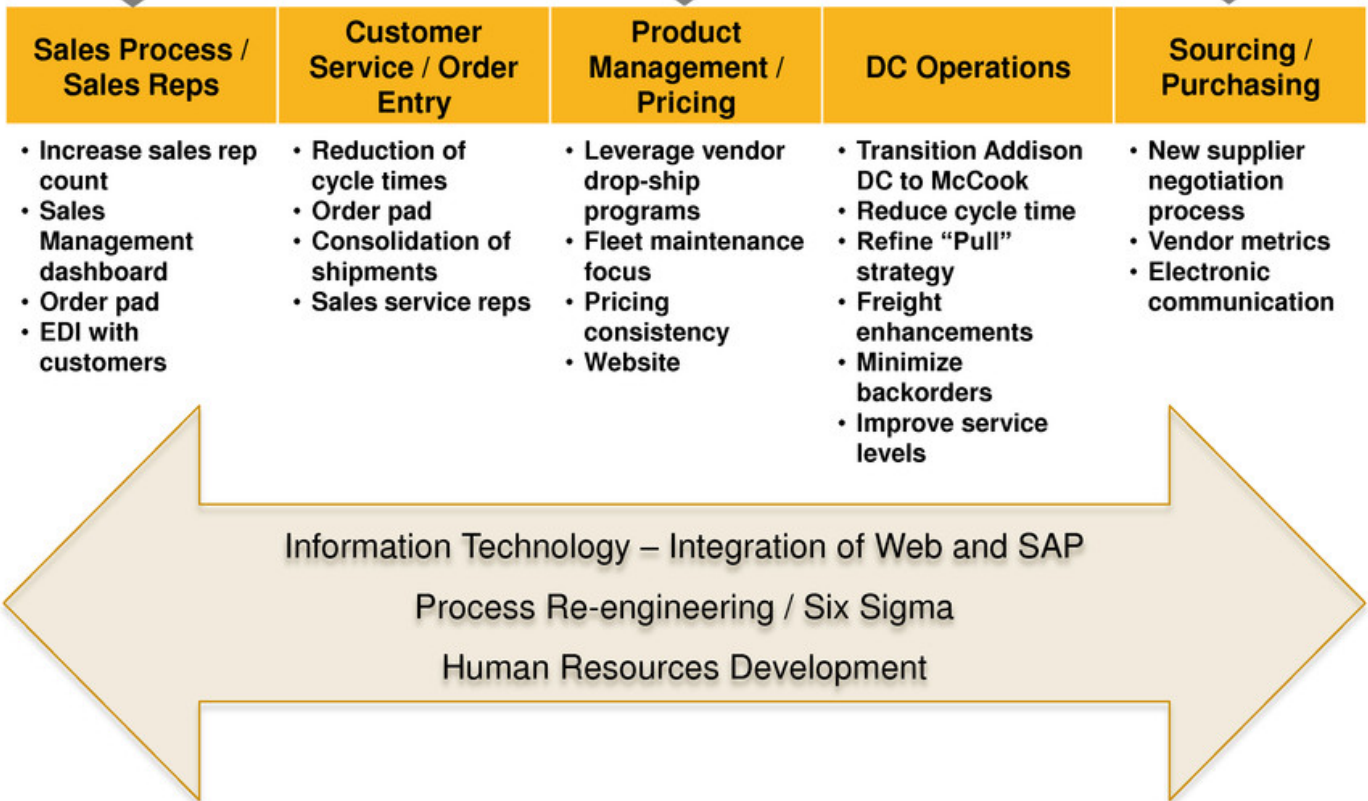 Sales Process /
Sales Reps
Customer
Service / Order
Entry
Product
Management /
Pricing
DC Operations
Sourcing /
Purchasing
• Increase sales rep
count
• Sales
Management
dashboard
• Order pad
• EDI with
customers
• Reduction of
cycle times
• Order pad
• Consolidation of
shipments
• Sales service reps
• Leverage vendor
drop-ship
programs
• Fleet maintenance
focus
• Pricing
consistency
• Website
• Transition Addison
DC to McCook
• Reduce cycle time
• Refine “Pull”
strategy
• Freight
enhancements
• Minimize
backorders
• Improve service
levels
• New supplier
negotiation
process
• Vendor metrics
• Electronic
communication
Information Technology – Integration of Web and SAP
Process Re-engineering / Six Sigma
Human Resources Development